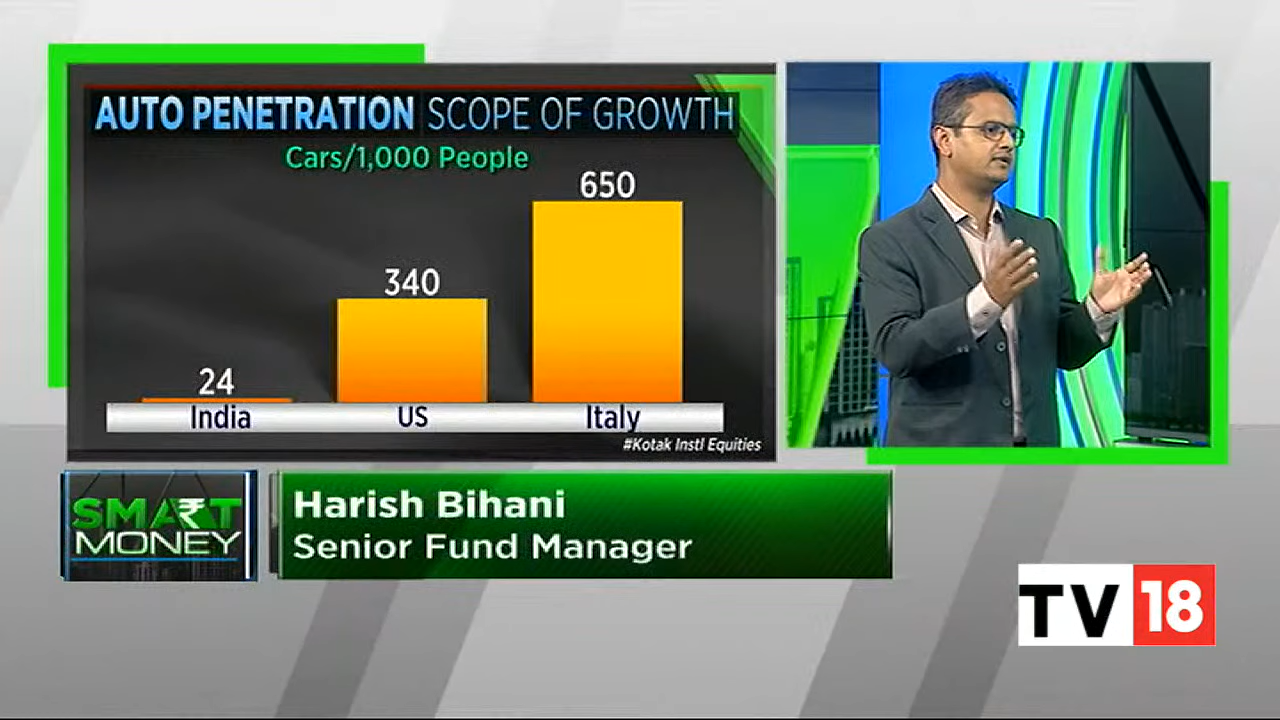 AUTO PENETRATION SCOPE OF GROWTH
Cars/1,000 People
650
340
24
India US Italy
#Kotak Instl Equities
SMA₹T
MONEY
Harish Bihani
Senior Fund Manager
TV18